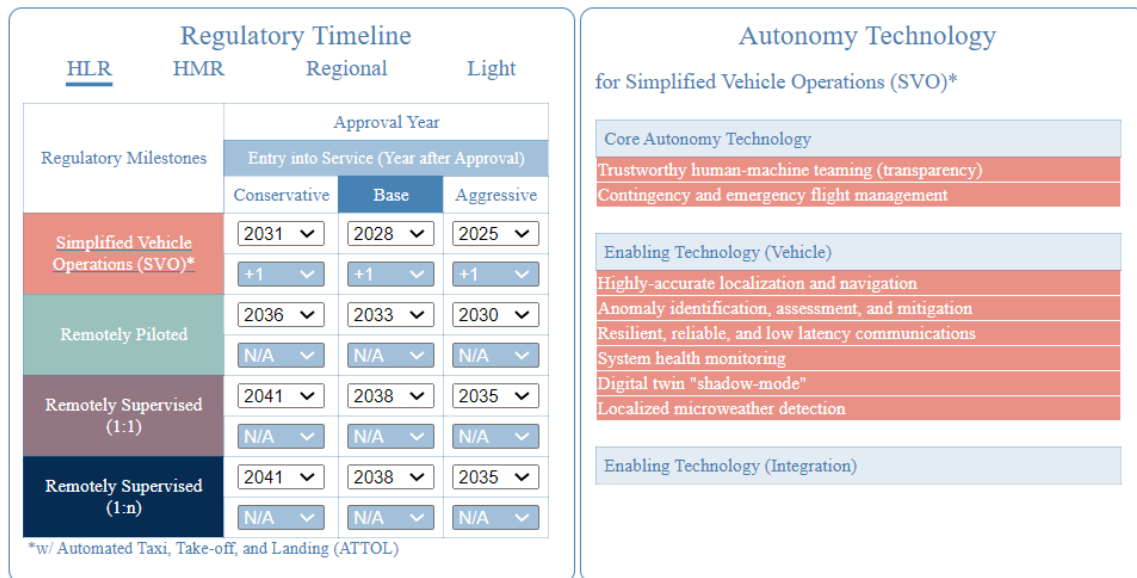 Regulatory Timeline
HLR HMR Regional Light
Regulatory Milestones
Approval Year
Entry into Service (Year after Approval)
Conservative Base Aggressive
Simplified Vehicle
Operations (SVO)*
2031 2028 2025
+1 +1 +1
Remotely Piloted
2036 2033 2030
N/A N/A N/A
Remotely Supervised
(1:1)
2041 2038 2035
N/A N/A N/A
Remotely Supervised
(1:n)
2041 2038 2035
N/A N/A N/A
*w/ Automated Taxi, Take-off, and Landing (ATTOL)
Autonomy Technology
for Simplified Vehicle Operations (SVO)*
Core Autonomy Technology
Trustworthy human-machine teaming (transparency)
Contingency and emergency flight management
Enabling Technology (Vehicle)
Highly-accurate localization and navigation
Anomaly identification, assessment, and mitigation
Resilient, reliable, and low latency communications
System health monitoring
Digital twin "shadow-mode"
Localized microweather detection
Enabling Technology (Integration)